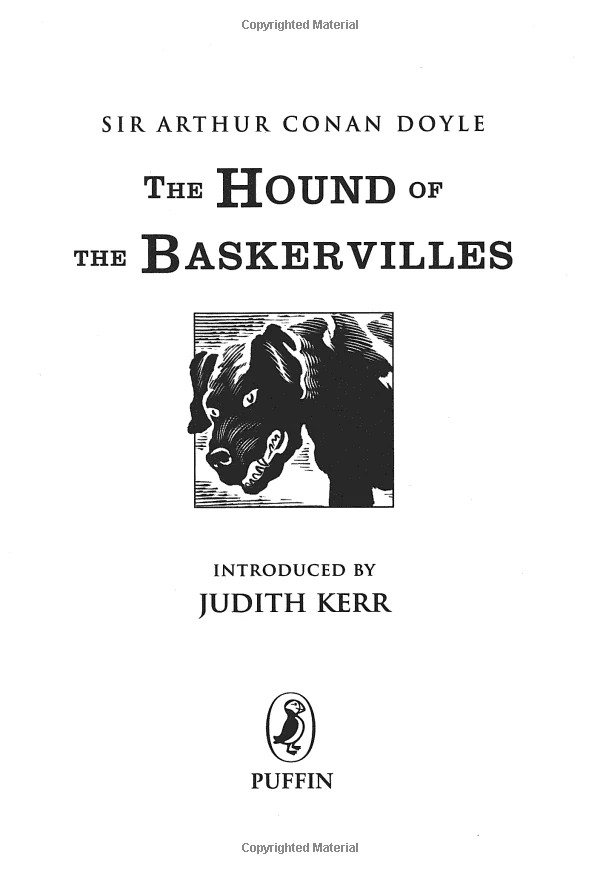 Copyrighted Material
SIR ARTHUR CONAN DOYLE
THE HOUND OF
THE BASKERVILLES
INTRODUCED BY
JUDITH KERR
PUFFIN
Copyrighted Material